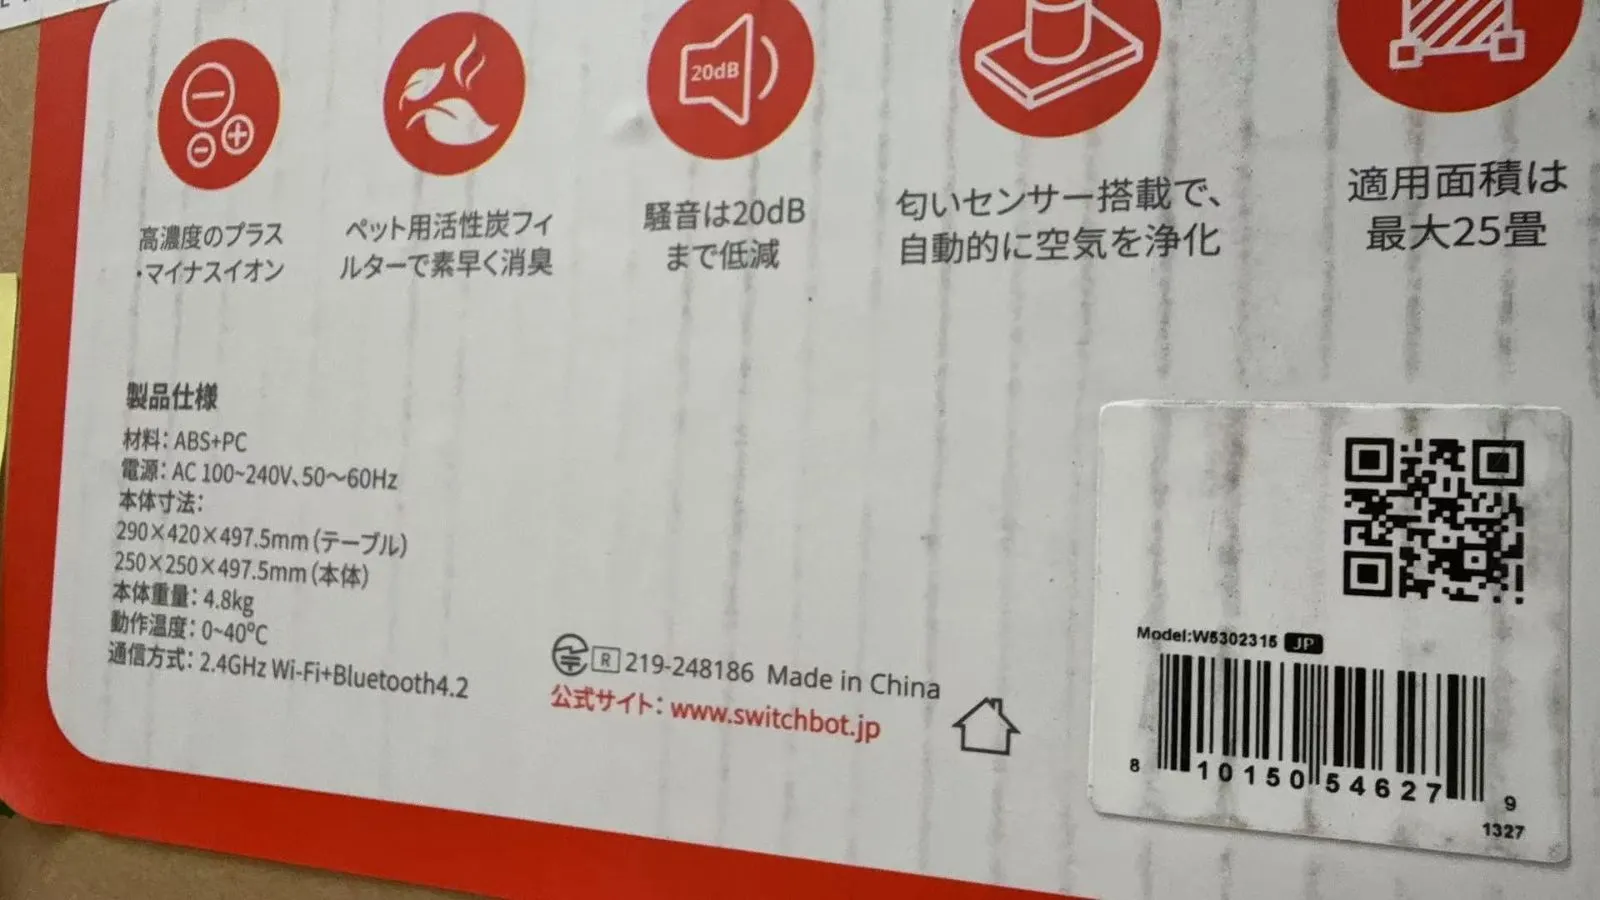 20dB
高濃度のプラス
・マイナスイオン
ペット用活性炭フィ
ルターで素早く消臭
騒音は20dB
まで低減
匂いセンサー搭載で、
自動的に空気を浄化
適用面積は
最大25畳
製品仕様
材料：ABS+PC
電源：AC 100~240V、50～60Hz
本体寸法：
290×420×497.5mm（テーブル）
250×250×497.5mm（本体）
本体重量：4.8kg
動作温度：0~40℃
通信方式：2.4GHz Wi-Fi+Bluetooth4.2
R 219-248186 Made in China
公式サイト：www.switchbot.jp
Model:W5302315 JP
8 10150 54627 9
1327